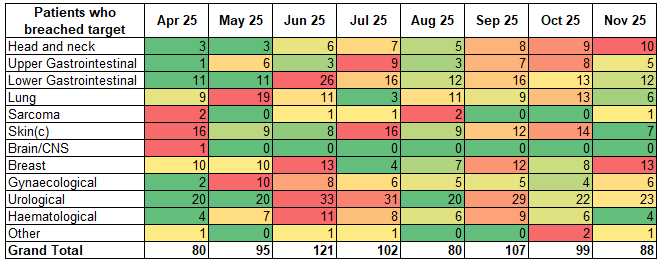 Patients who breached target Apr 25 May 25 Jun 25 Jul 25 Aug 25 Sep 25 Oct 25 Nov 25
Head and neck 3 3 6 7 5 8 9 10
Upper Gastrointestinal 1 6 3 9 3 7 8 5
Lower Gastrointestinal 11 11 26 16 12 16 13 12
Lung 9 19 11 3 11 9 13 6
Sarcoma 2 0 1 1 2 0 0 1
Skin(c) 16 9 8 16 9 12 14 7
Brain/CNS 1 0 0 0 0 0 0 0
Breast 10 10 13 4 7 12 8 13
Gynaecological 2 10 8 6 5 5 4 6
Urological 20 20 33 31 20 29 22 23
Haematological 4 7 11 8 6 9 6 4
Other 1 0 1 1 0 0 2 1
Grand Total 80 95 121 102 80 107 99 88